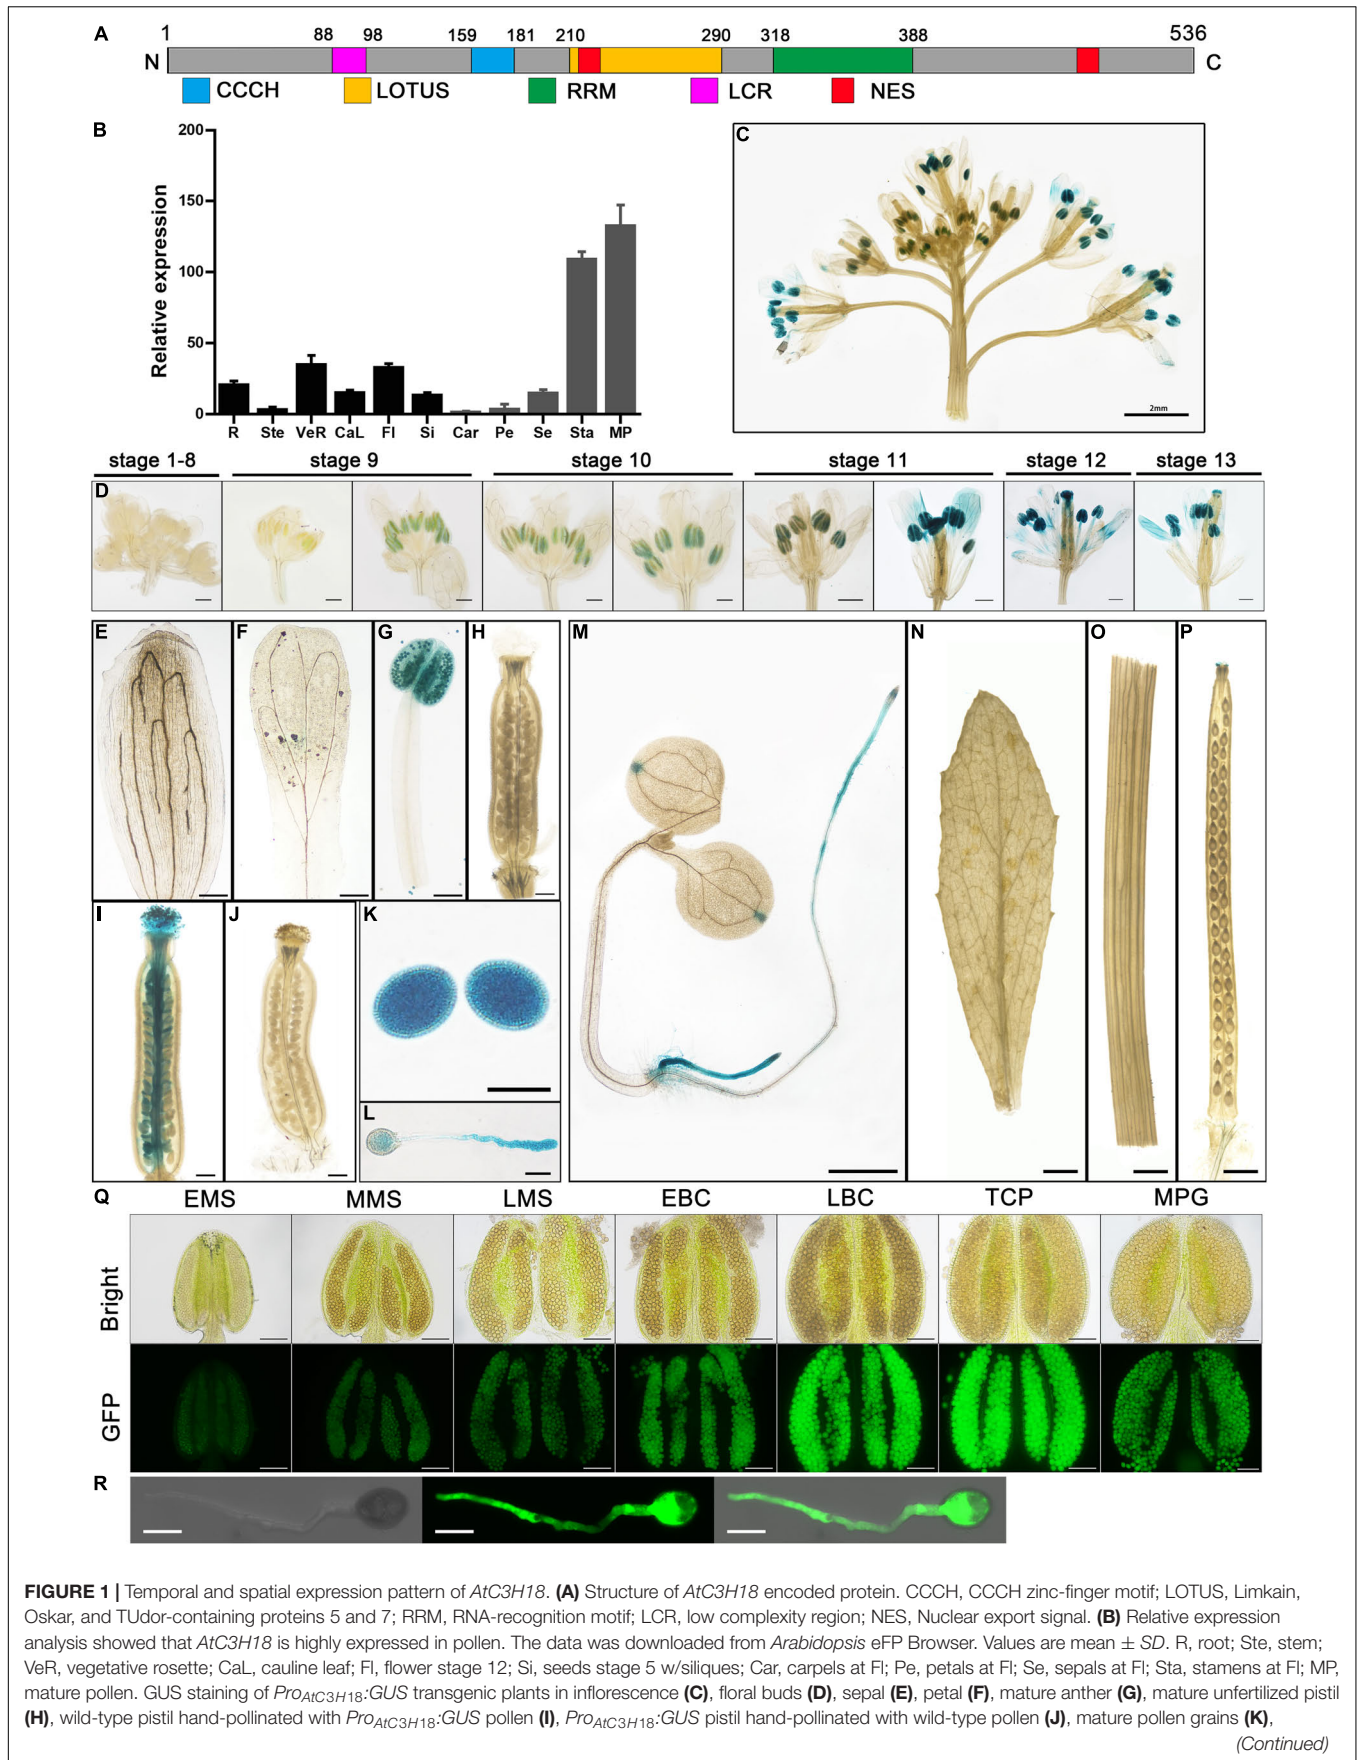 A
1 88 98 159 181 210 290 318 388 536
N C
CCCH LOTUS RRM LCR NES
B
Relative expression
200
150
100
50
0
R Ste VeR CaL Fl Si Car Pe Se Sta MP
C
2mm
stage 1-8 stage 9 stage 10 stage 11 stage 12 stage 13
D
E F G H
I J K
L
M N O P
Q EMS MMS LMS EBC LBC TCP MPG
Bright
GFP
R
FIGURE 1 | Temporal and spatial expression pattern of AtC3H18. (A) Structure of AtC3H18 encoded protein. CCCH, CCCH zinc-finger motif; LOTUS, Limkain,
Oskar, and TUdor-containing proteins 5 and 7; RRM, RNA-recognition motif; LCR, low complexity region; NES, Nuclear export signal. (B) Relative expression
analysis showed that AtC3H18 is highly expressed in pollen. The data was downloaded from Arabidopsis eFP Browser. Values are mean ± SD. R, root; Ste, stem;
VeR, vegetative rosette; CaL, cauline leaf; Fl, flower stage 12; Si, seeds stage 5 w/siliques; Car, carpels at Fl; Pe, petals at Fl; Se, sepals at Fl; Sta, stamens at Fl; MP,
mature pollen. GUS staining of ProAtC3H18:GUS transgenic plants in inflorescence (C), floral buds (D), sepal (E), petal (F), mature anther (G), mature unfertilized pistil
(H), wild-type pistil hand-pollinated with ProAtC3H18:GUS pollen (I), ProAtC3H18:GUS pistil hand-pollinated with wild-type pollen (J), mature pollen grains (K),
(Continued)